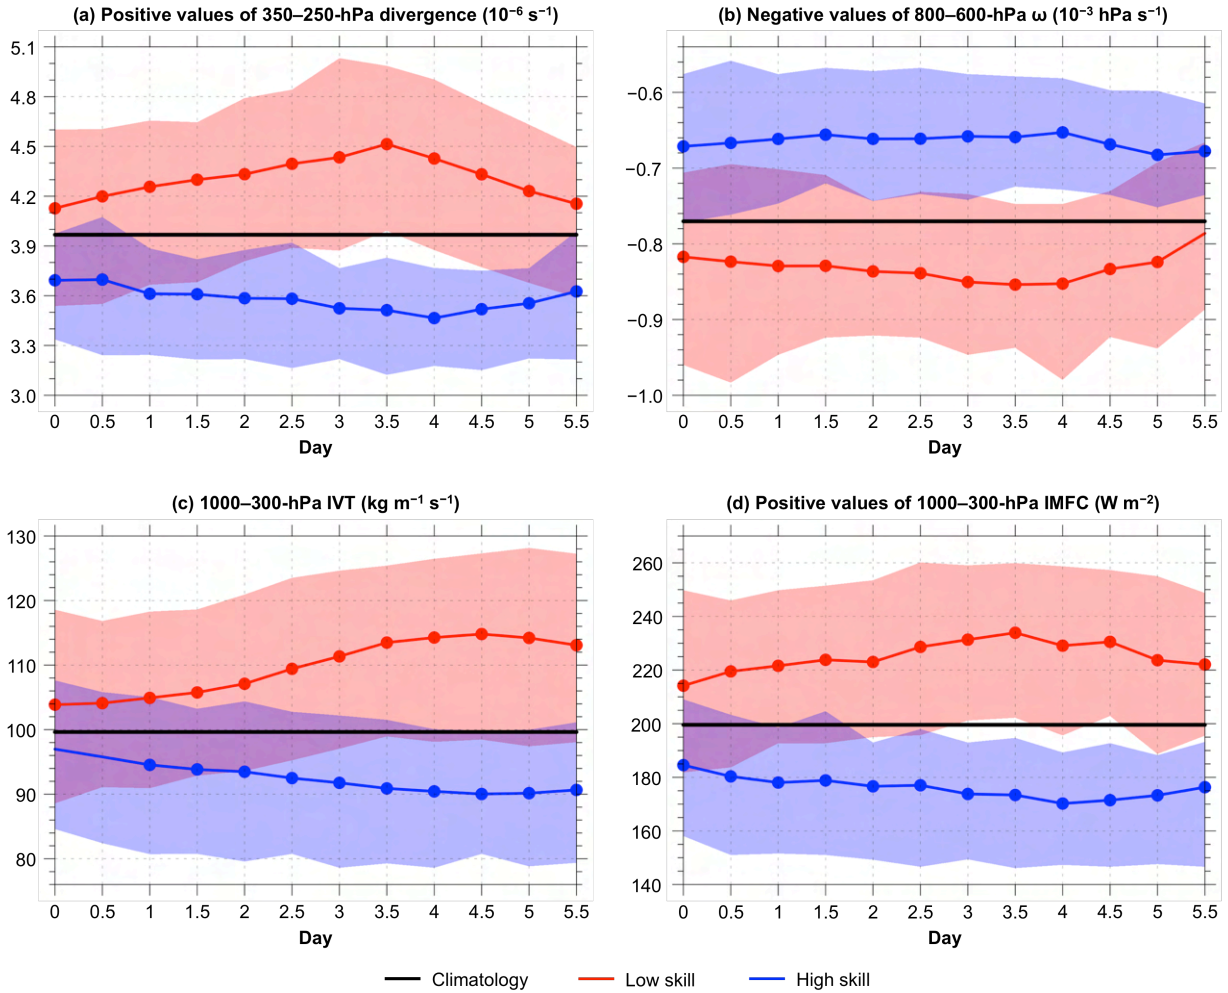 (a) Positive values of 350–250-hPa divergence (10⁻⁶ s⁻¹)
5.1
4.8
4.5
4.2
3.9
3.6
3.3
3.0
0 0.5 1 1.5 2 2.5 3 3.5 4 4.5 5 5.5
Day
(b) Negative values of 800–600-hPa ω (10⁻³ hPa s⁻¹)
−0.6
−0.7
−0.8
−0.9
−1.0
0 0.5 1 1.5 2 2.5 3 3.5 4 4.5 5 5.5
Day
(c) 1000–300-hPa IVT (kg m⁻¹ s⁻¹)
130
120
110
100
90
80
0 0.5 1 1.5 2 2.5 3 3.5 4 4.5 5 5.5
Day
(d) Positive values of 1000–300-hPa IMFC (W m⁻²)
260
240
220
200
180
160
140
0 0.5 1 1.5 2 2.5 3 3.5 4 4.5 5 5.5
Day
Climatology Low skill High skill